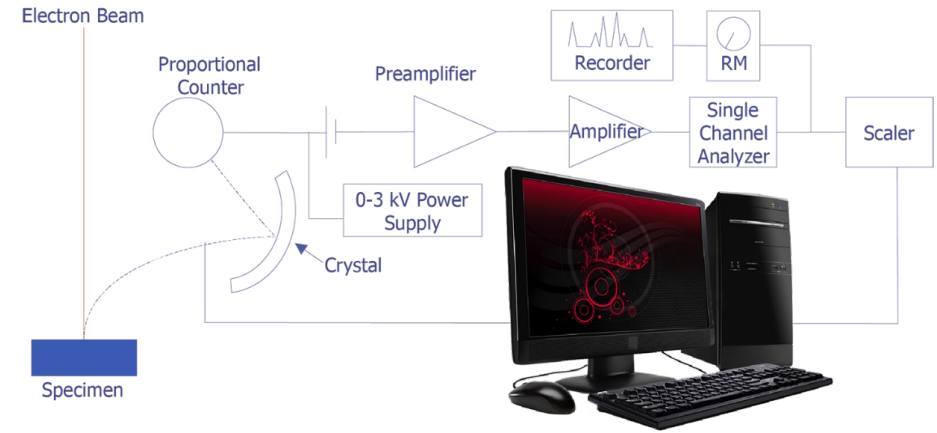 Electron Beam
Proportional
Counter
Preamplifier
Recorder
RM
Amplifier
Single
Channel
Analyzer
Scaler
0-3 kV Power
Supply
Crystal
Specimen